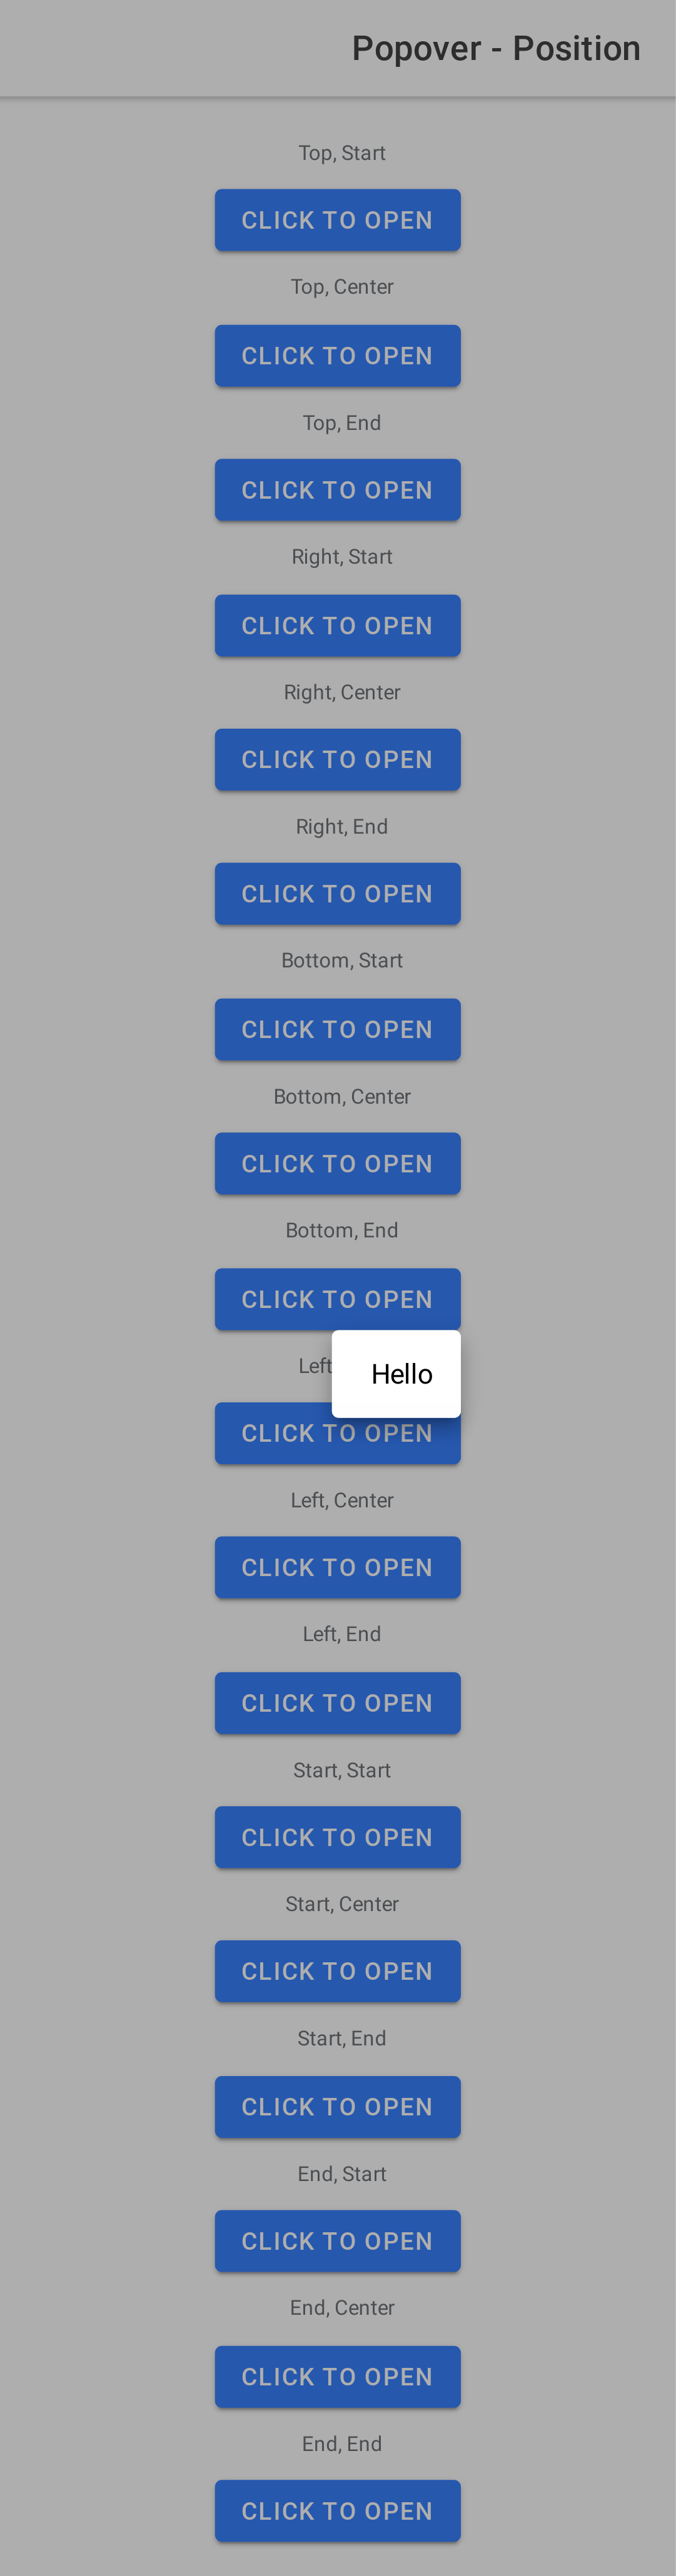 Popover - Position
Top, Start
CLICK TO OPEN
Top, Center
CLICK TO OPEN
Top, End
CLICK TO OPEN
Right, Start
CLICK TO OPEN
Right, Center
CLICK TO OPEN
Right, End
CLICK TO OPEN
Bottom, Start
CLICK TO OPEN
Bottom, Center
CLICK TO OPEN
Bottom, End
CLICK TO OPEN
Left
Hello
CLICK TO OPEN
Left, Center
CLICK TO OPEN
Left, End
CLICK TO OPEN
Start, Start
CLICK TO OPEN
Start, Center
CLICK TO OPEN
Start, End
CLICK TO OPEN
End, Start
CLICK TO OPEN
End, Center
CLICK TO OPEN
End, End
CLICK TO OPEN